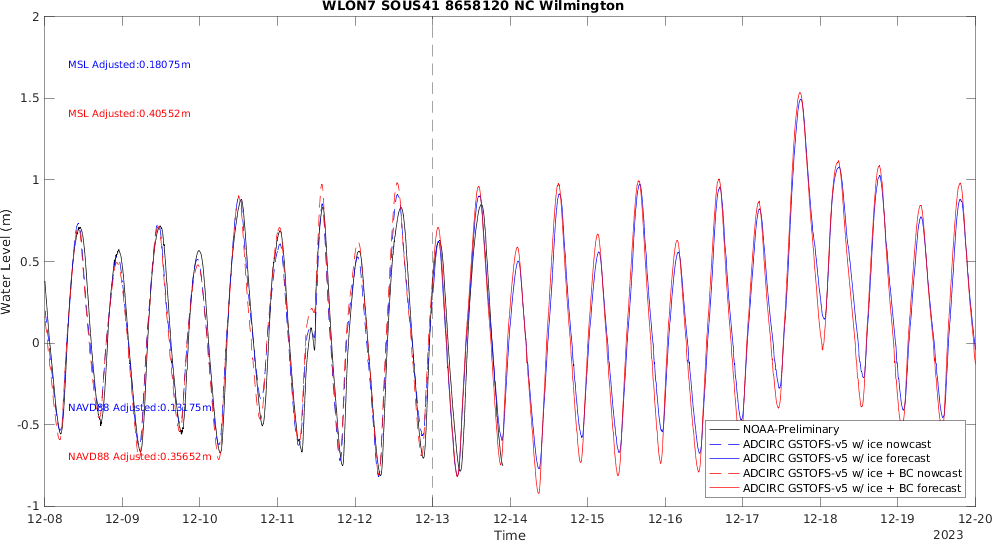 WLON7 SOUS41 8658120 NC Wilmington
2
1.5
1
0.5
0
-0.5
-1
Water Level (m)
MSL Adjusted:0.18075m
MSL Adjusted:0.40552m
NAVD88 Adjusted:0.13175m
NAVD88 Adjusted:0.35652m
NOAA-Preliminary
ADCIRC GSTOFS-v5 w/ ice nowcast
ADCIRC GSTOFS-v5 w/ ice forecast
ADCIRC GSTOFS-v5 w/ ice + BC nowcast
ADCIRC GSTOFS-v5 w/ ice + BC forecast
12-08 12-09 12-10 12-11 12-12 12-13 12-14 12-15 12-16 12-17 12-18 12-19 12-20
Time
2023